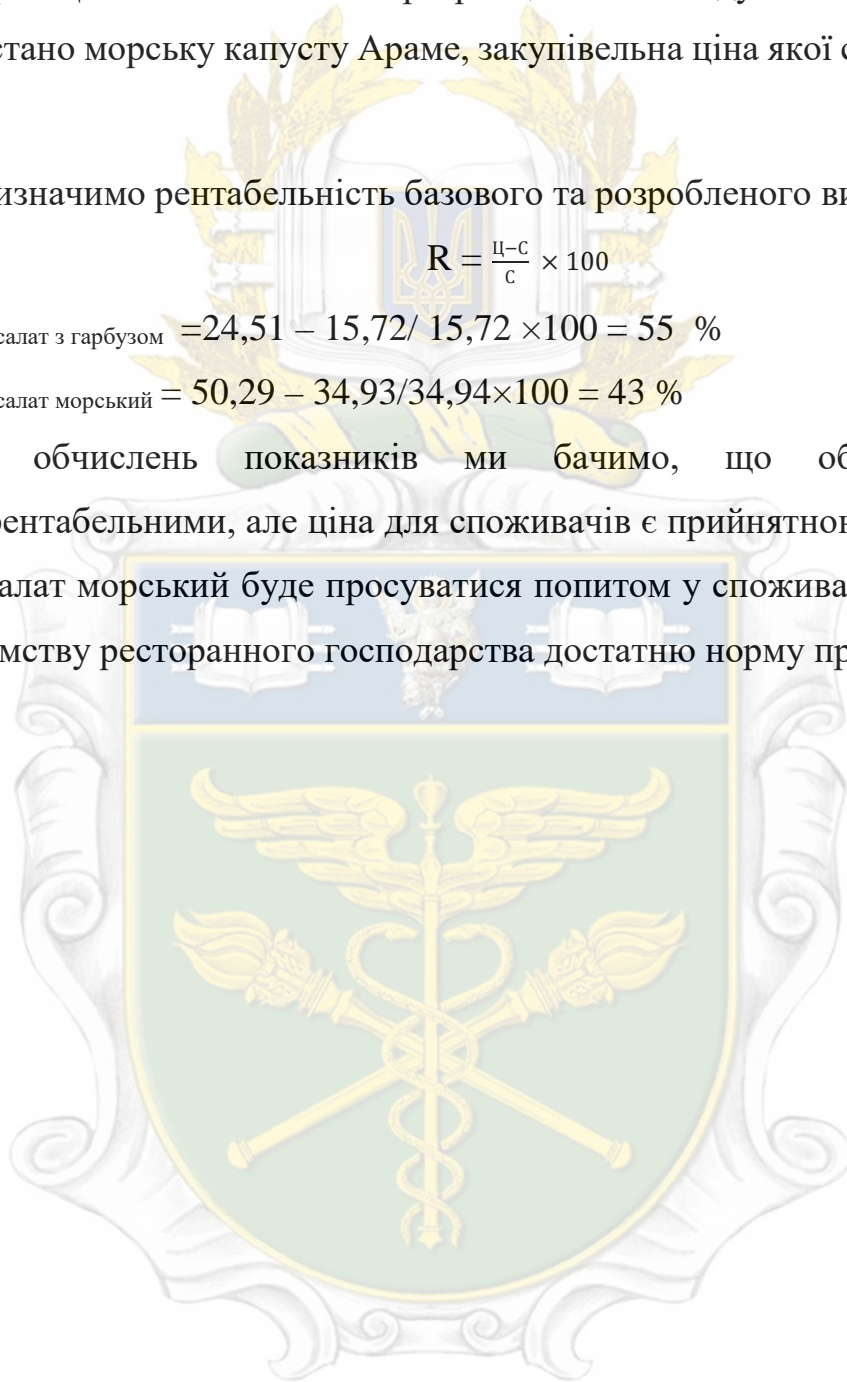 стано морську капусту Араме, закупівельна ціна якої с
изначимо рентабельність базового та розробленого ви
R = Ц−С/С × 100
салат з гарбузом =24,51 – 15,72/ 15,72 ×100 = 55 %
салат морський = 50,29 – 34,93/34,94×100 = 43 %
обчислень показників ми бачимо, що об
рентабельними, але ціна для споживачів є прийнятно
алат морський буде просуватися попитом у спожива
мству ресторанного господарства достатню норму пр